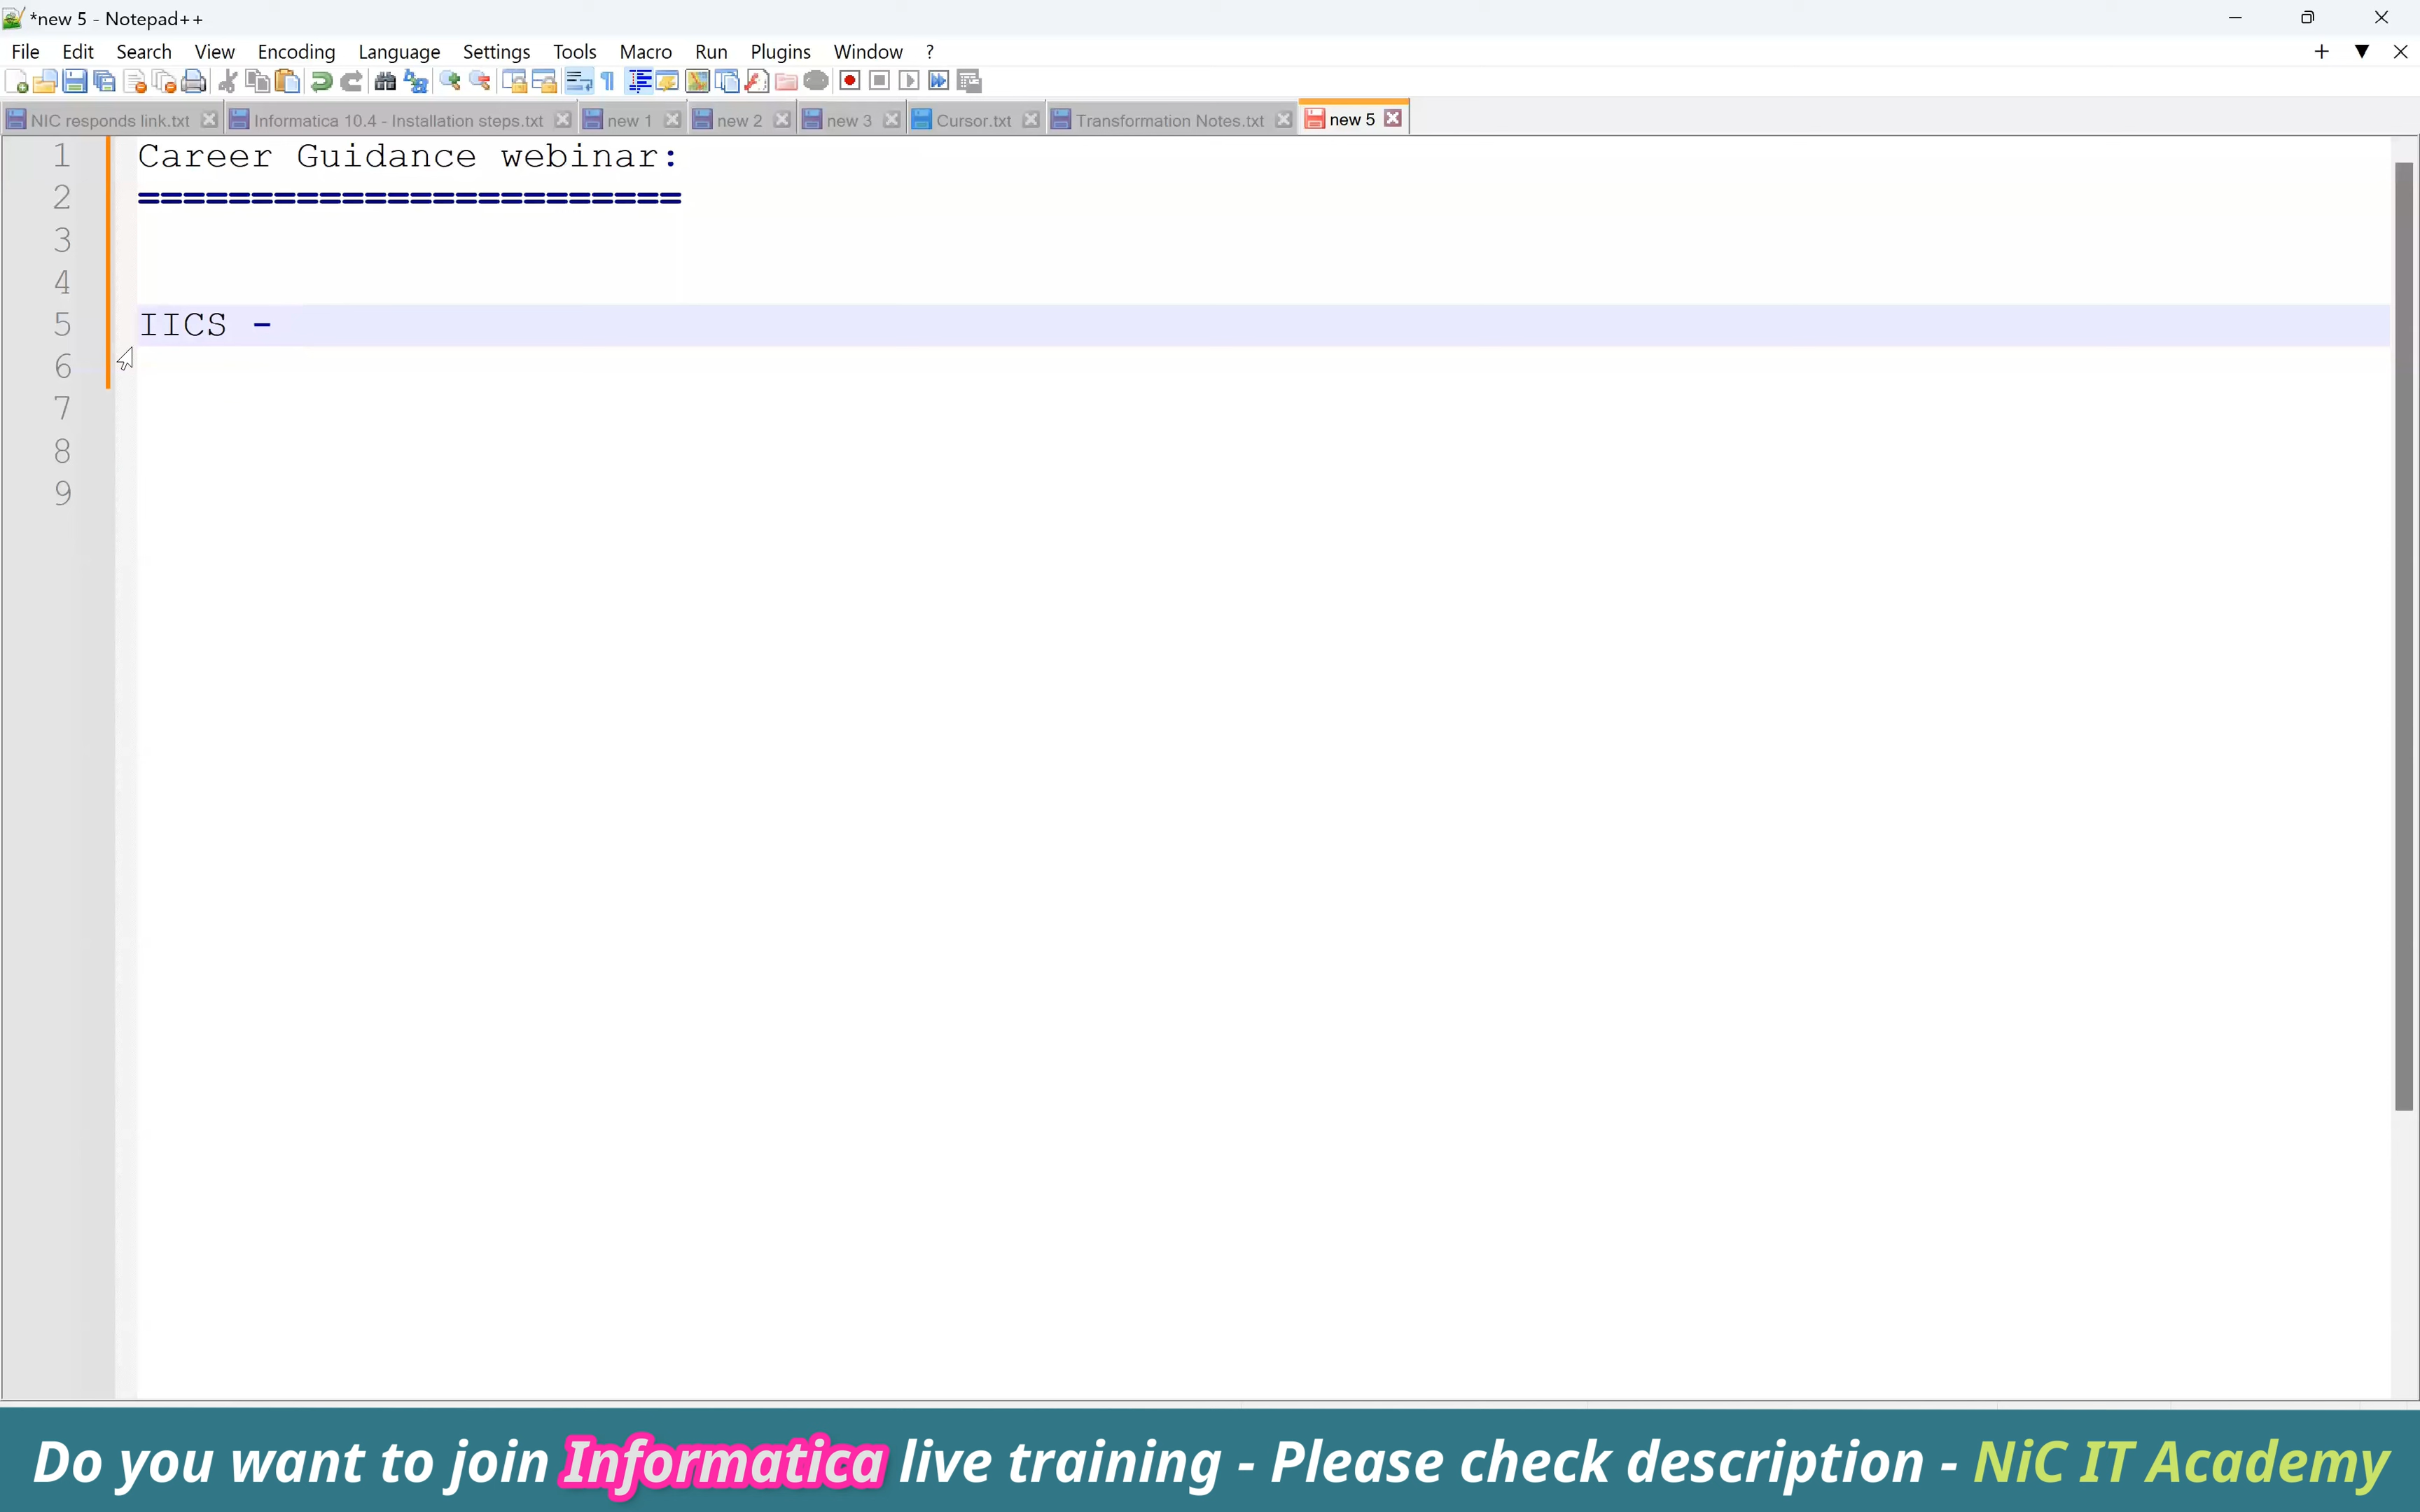 *new 5 - Notepad++
File Edit Search View Encoding Language Settings Tools Macro Run Plugins Window ?
NIC responds link.txt Informatica 10.4 - Installation steps.txt new 1 new 2 new 3 Cursor.txt Transformation Notes.txt new 5
1 Career Guidance webinar:
2 ========================
3
4
5 IICS -
6
7
8
9
Do you want to join Informatica live training - Please check description - NiC IT Academy